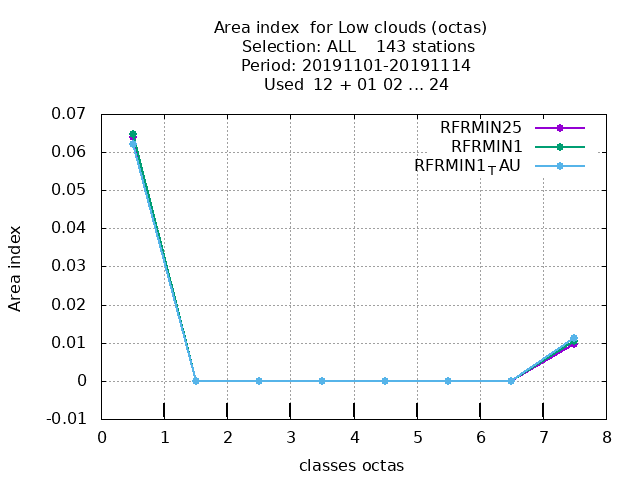 Area index  for Low clouds (octas)
Selection: ALL    143 stations
Period: 20191101-20191114
Used  12 + 01 02 ... 24
RFRMIN25
RFRMIN1
RFRMIN1TAU
0.07
0.06
0.05
0.04
0.03
0.02
0.01
0
-0.01
Area index
0 1 2 3 4 5 6 7 8
classes octas